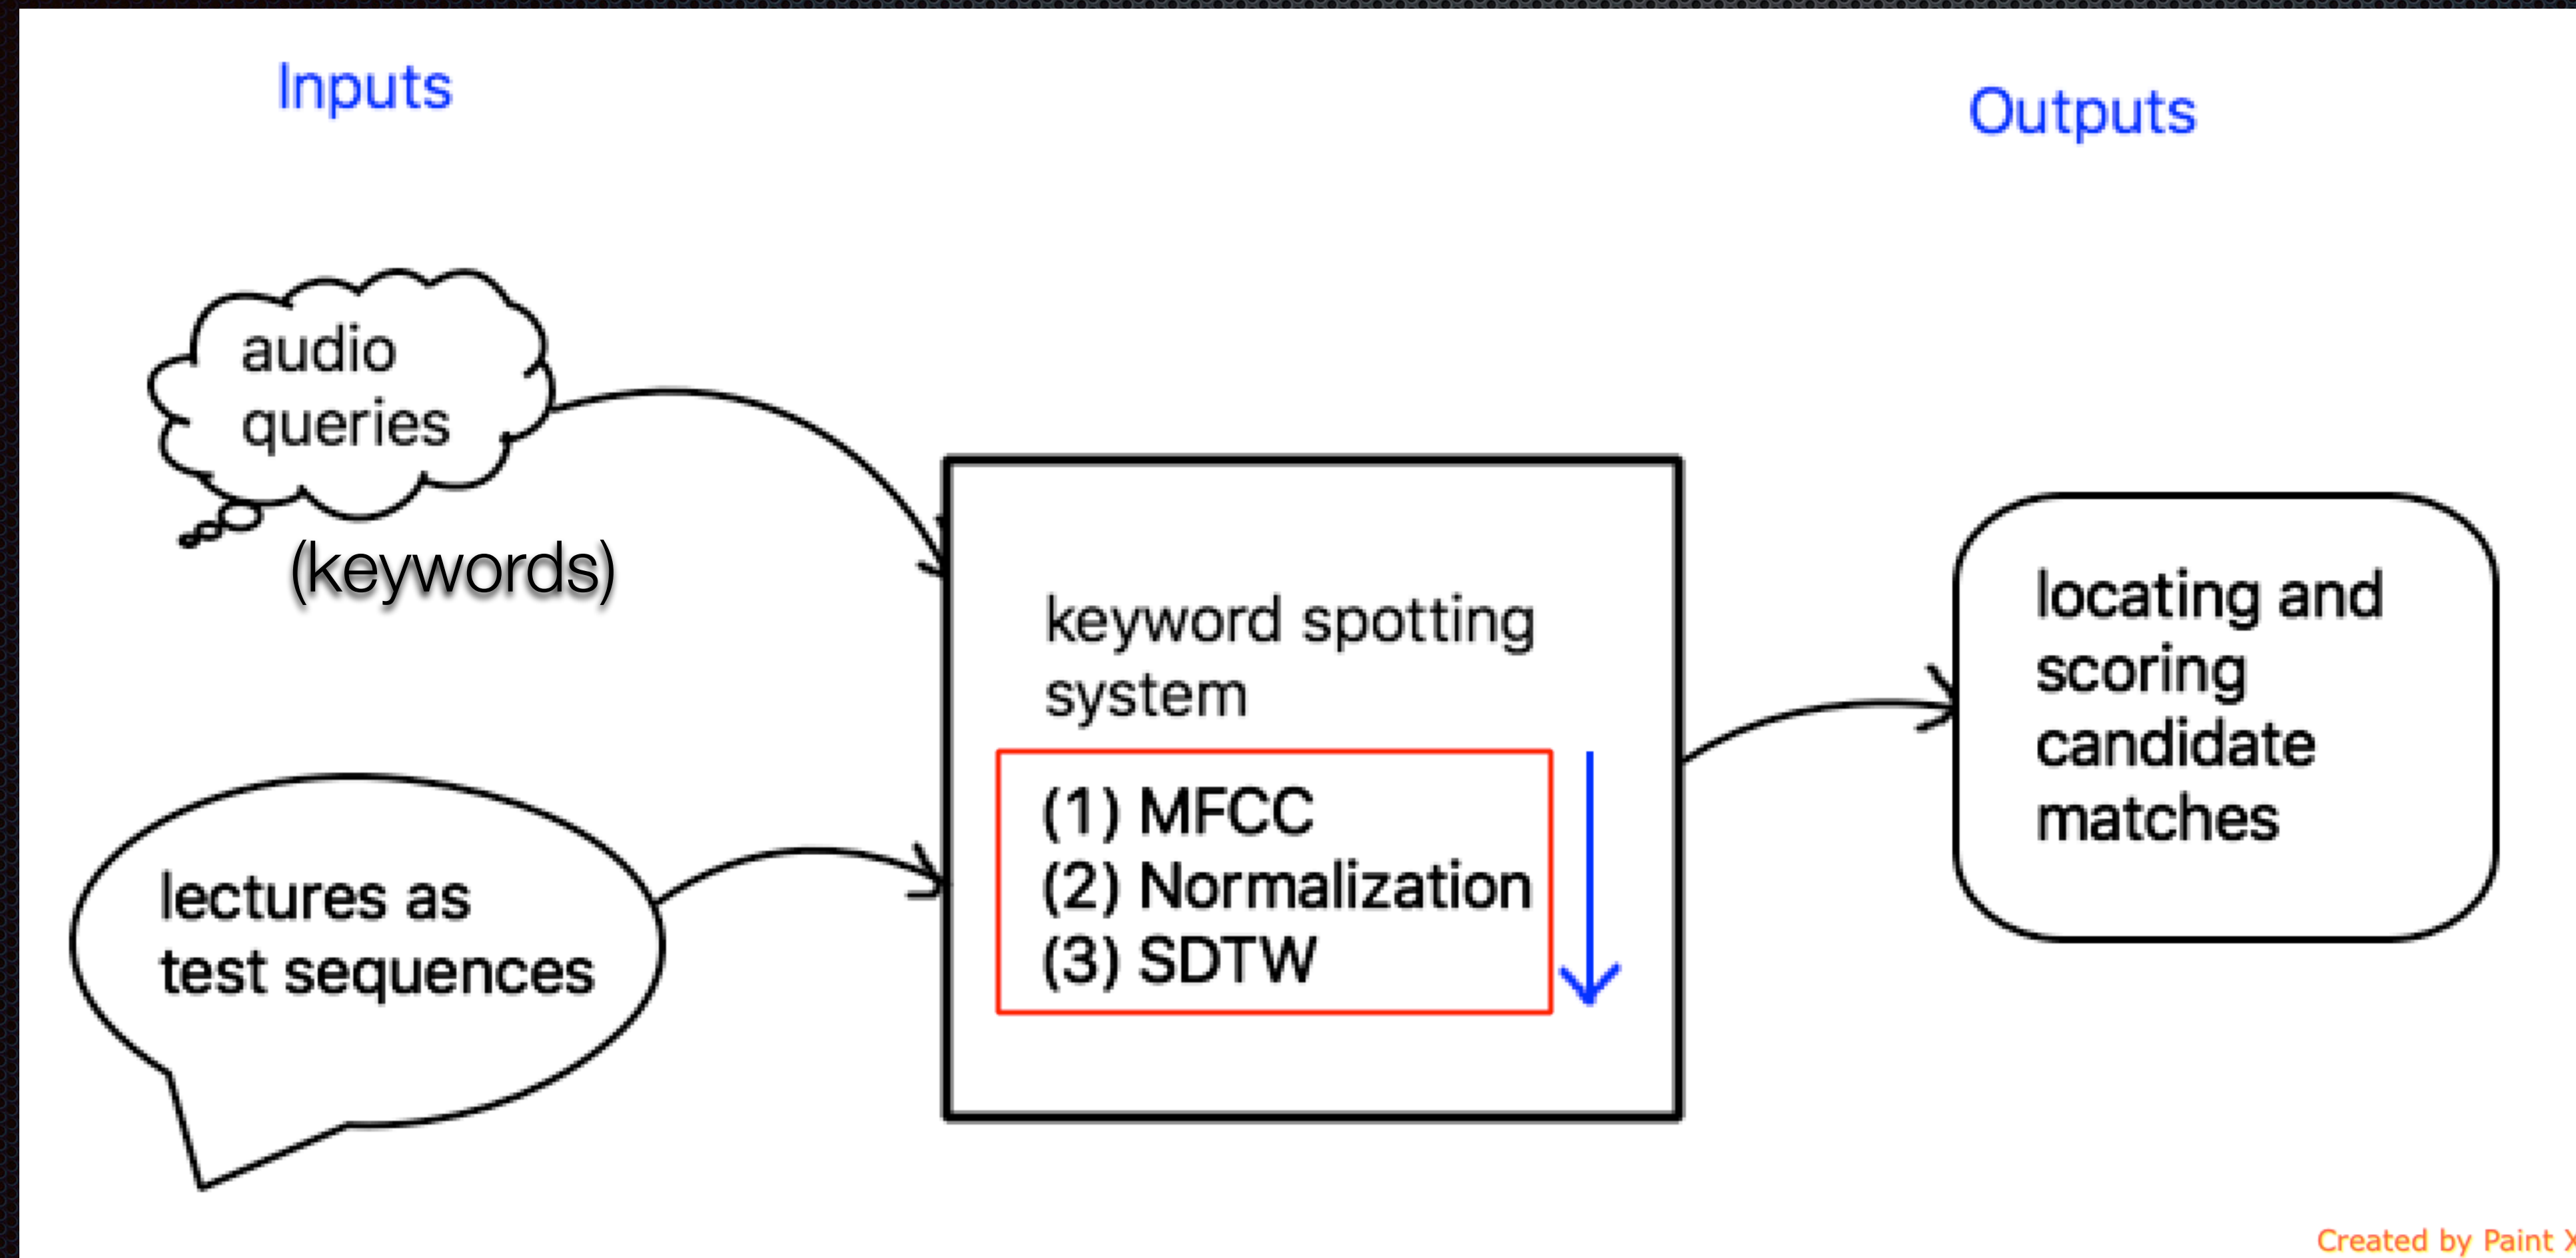 Inputs
Outputs
audio
queries
(keywords)
lectures as
test sequences
keyword spotting
system
(1) MFCC
(2) Normalization
(3) SDTW
locating and
scoring
candidate
matches
Created by Paint X